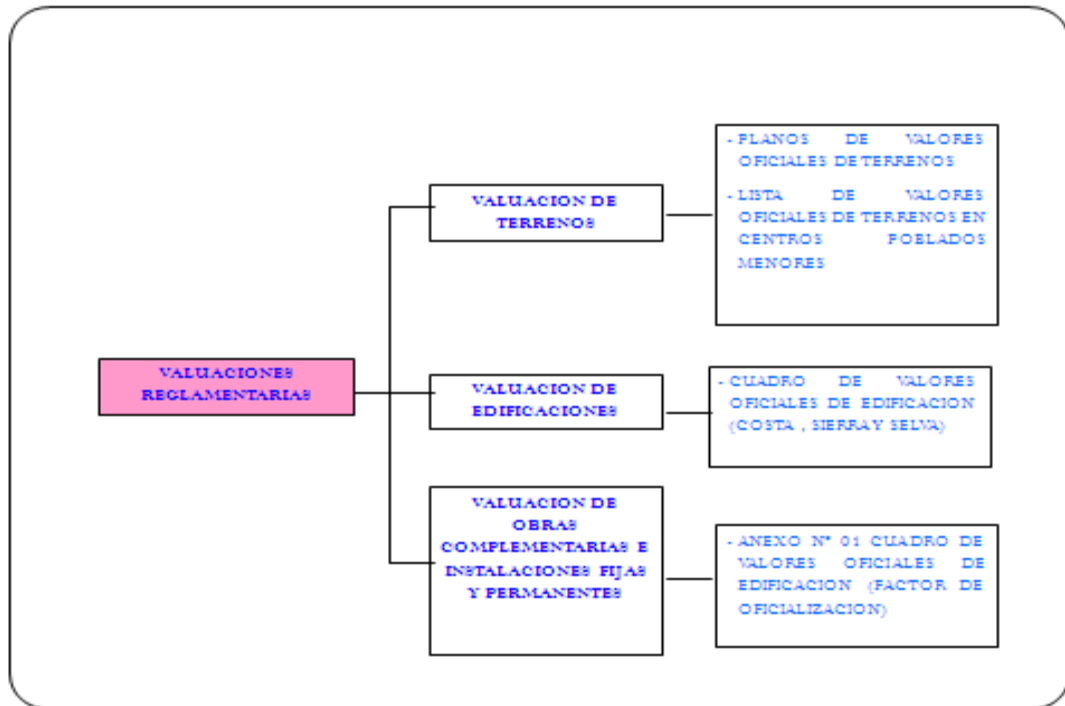 VALUACIONES
REGLAMENTARIAS
VALUACION DE
TERRENOS
- PLANOS DE VALORES
OFICIALES DE TERRENOS
- LISTA DE VALORES
OFICIALES DE TERRENOS EN
CENTROS POBLADOS
MENORES
VALUACION DE
EDIFICACIONES
- CUADRO DE VALORES
OFICIALES DE EDIFICACION
(COSTA , SIERRA Y SELVA)
VALUACION DE
OBRAS
COMPLEMENTARIAS E
INSTALACIONES FIJAS
Y PERMANENTES
- ANEXO Nº 01 CUADRO DE
VALORES OFICIALES DE
EDIFICACION (FACTOR DE
OFICIALIZACION)